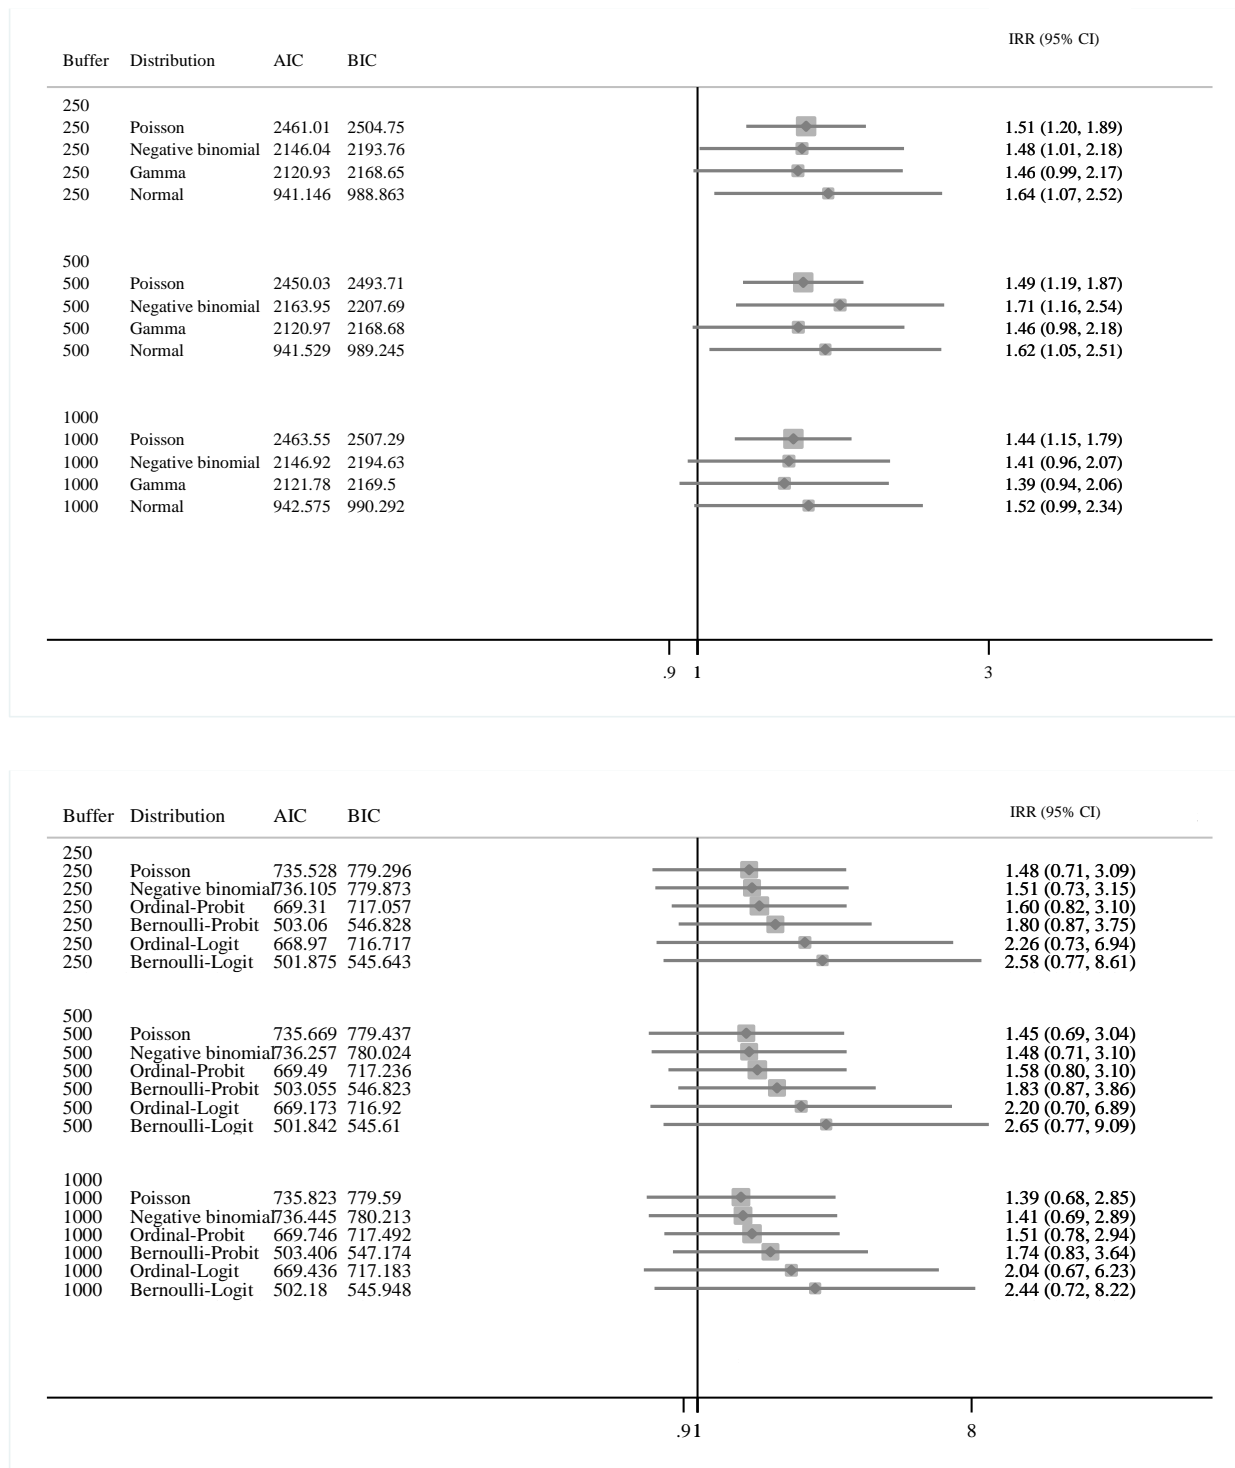 IRR (95% CI)
Buffer Distribution AIC BIC
250
250 Poisson 2461.01 2504.75 1.51 (1.20, 1.89)
250 Negative binomial 2146.04 2193.76 1.48 (1.01, 2.18)
250 Gamma 2120.93 2168.65 1.46 (0.99, 2.17)
250 Normal 941.146 988.863 1.64 (1.07, 2.52)
500
500 Poisson 2450.03 2493.71 1.49 (1.19, 1.87)
500 Negative binomial 2163.95 2207.69 1.71 (1.16, 2.54)
500 Gamma 2120.97 2168.68 1.46 (0.98, 2.18)
500 Normal 941.529 989.245 1.62 (1.05, 2.51)
1000
1000 Poisson 2463.55 2507.29 1.44 (1.15, 1.79)
1000 Negative binomial 2146.92 2194.63 1.41 (0.96, 2.07)
1000 Gamma 2121.78 2169.5 1.39 (0.94, 2.06)
1000 Normal 942.575 990.292 1.52 (0.99, 2.34)
.9 1 3
Buffer Distribution AIC BIC IRR (95% CI)
250
250 Poisson 735.528 779.296 1.48 (0.71, 3.09)
250 Negative binomial 736.105 779.873 1.51 (0.73, 3.15)
250 Ordinal-Probit 669.31 717.057 1.60 (0.82, 3.10)
250 Bernoulli-Probit 503.06 546.828 1.80 (0.87, 3.75)
250 Ordinal-Logit 668.97 716.717 2.26 (0.73, 6.94)
250 Bernoulli-Logit 501.875 545.643 2.58 (0.77, 8.61)
500
500 Poisson 735.669 779.437 1.45 (0.69, 3.04)
500 Negative binomial 736.257 780.024 1.48 (0.71, 3.10)
500 Ordinal-Probit 669.49 717.236 1.58 (0.80, 3.10)
500 Bernoulli-Probit 503.055 546.823 1.83 (0.87, 3.86)
500 Ordinal-Logit 669.173 716.92 2.20 (0.70, 6.89)
500 Bernoulli-Logit 501.842 545.61 2.65 (0.77, 9.09)
1000
1000 Poisson 735.823 779.59 1.39 (0.68, 2.85)
1000 Negative binomial 736.445 780.213 1.41 (0.69, 2.89)
1000 Ordinal-Probit 669.746 717.492 1.51 (0.78, 2.94)
1000 Bernoulli-Probit 503.406 547.174 1.74 (0.83, 3.64)
1000 Ordinal-Logit 669.436 717.183 2.04 (0.67, 6.23)
1000 Bernoulli-Logit 502.18 545.948 2.44 (0.72, 8.22)
.9 1 8